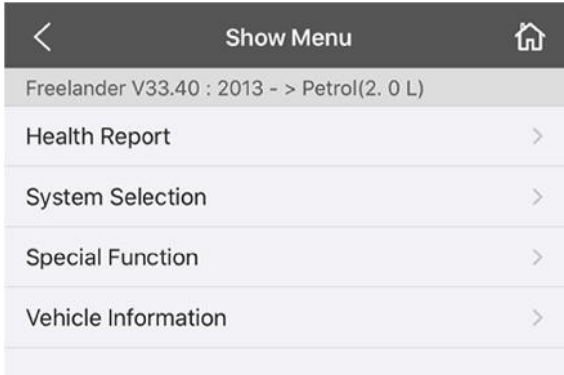 Show Menu
Freelander V33.40 : 2013 - > Petrol(2. 0 L)
Health Report
System Selection
Special Function
Vehicle Information